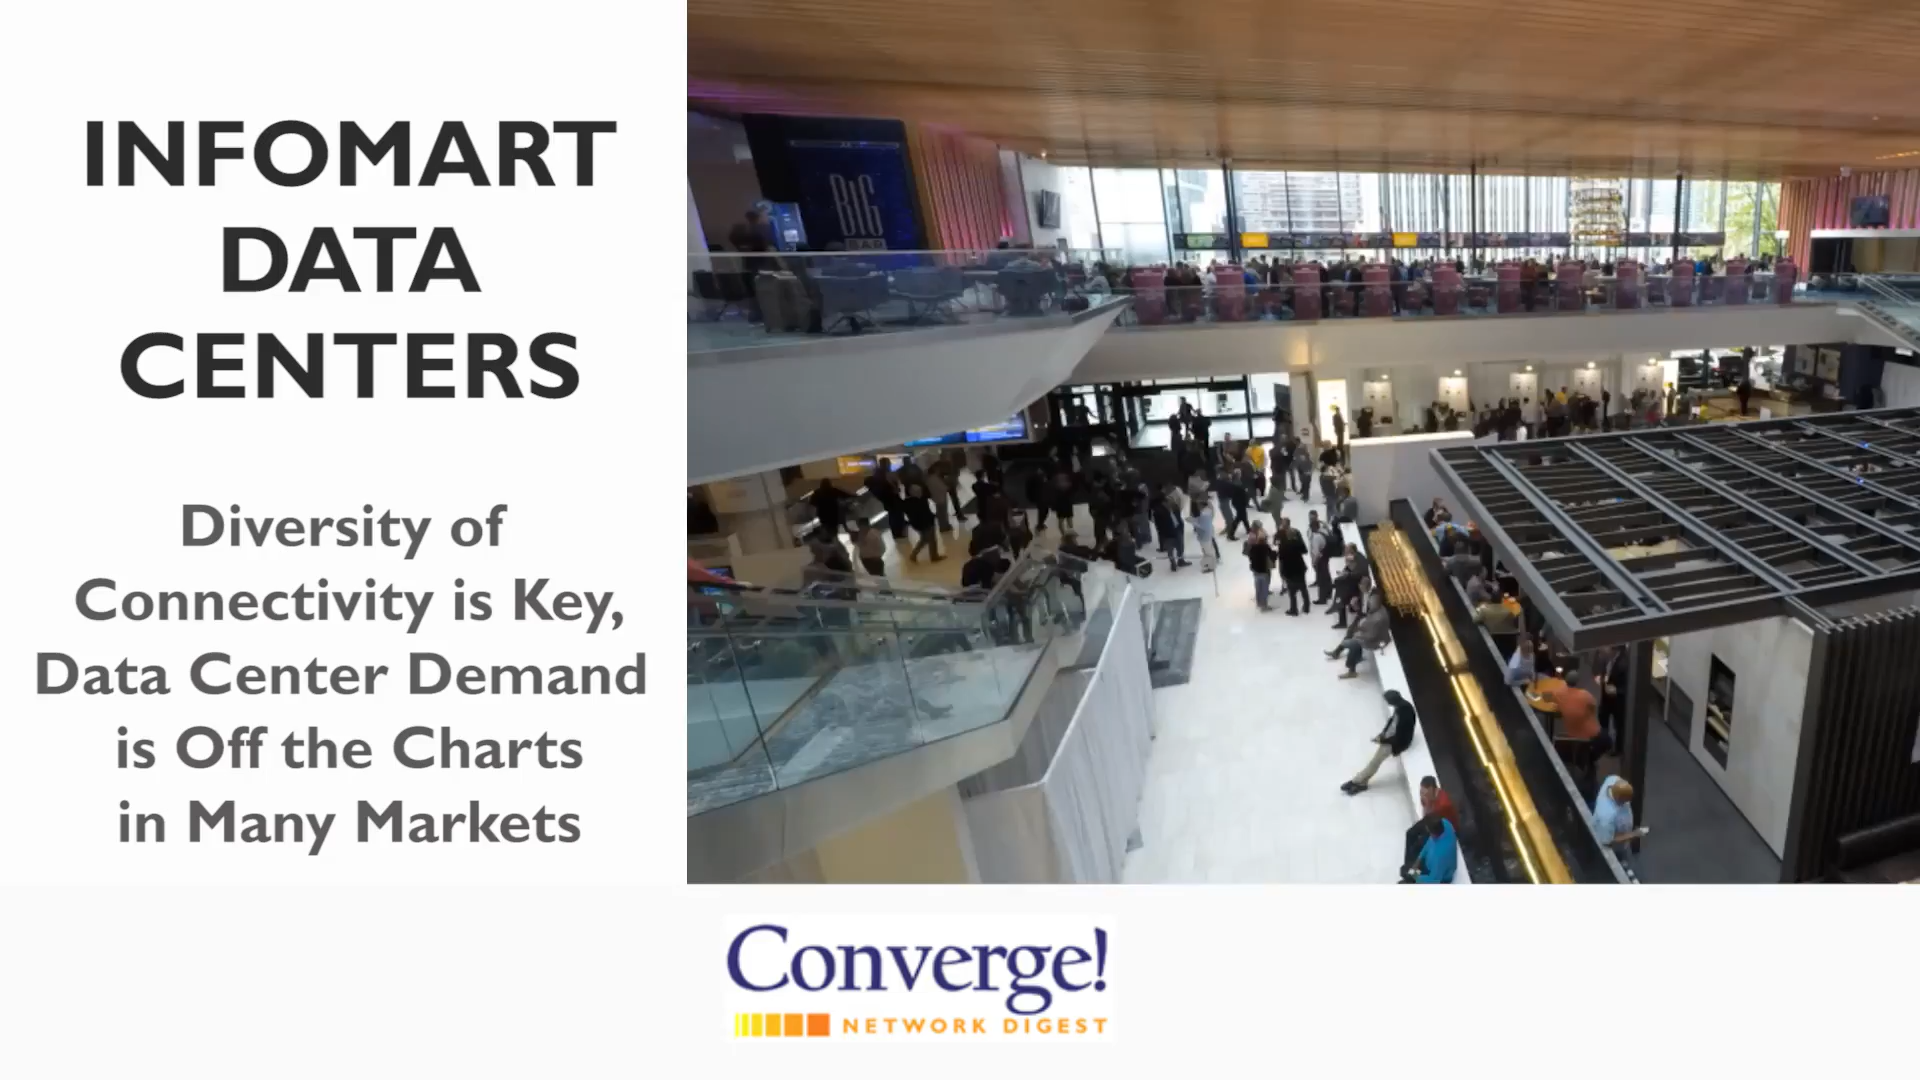 INFOMART
DATA
CENTERS
Diversity of
Connectivity is Key,
Data Center Demand
is Off the Charts
in Many Markets
BIG
BAR
Converge!
NETWORK DIGEST